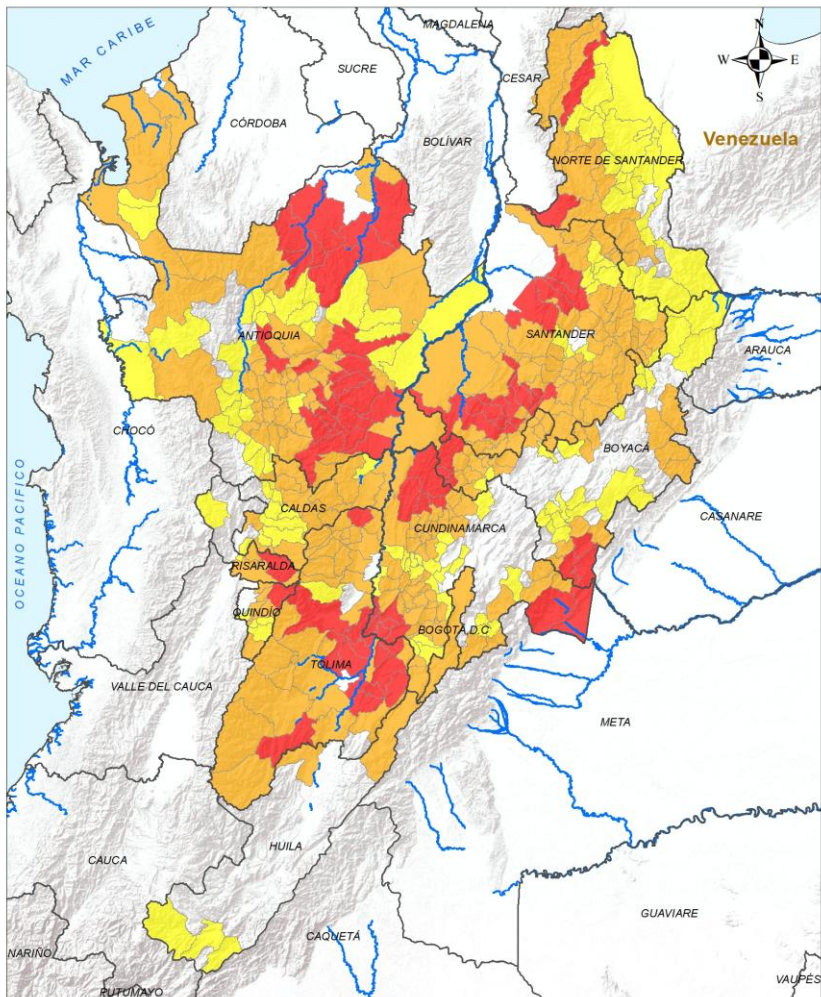 MAGDALENA
N
W E
S
MAR CARIBE
SUCRE
CESAR
CÓRDOBA
BOLÍVAR
Venezuela
NORTE DE SANTANDER
ANTIOQUIA
SANTANDER
ARAUCA
CHOCÓ
BOYACÁ
OCEANO PACIFICO
CALDAS
CUNDINAMARCA
CASANARE
RISARALDA
QUINDÍO
BOGOTÁ D.C
TOLIMA
VALLE DEL CAUCA
META
HUILA
CAUCA
GUAVIARE
CAQUETÁ
NARIÑO
PUTUMAYO
VAUPÉS